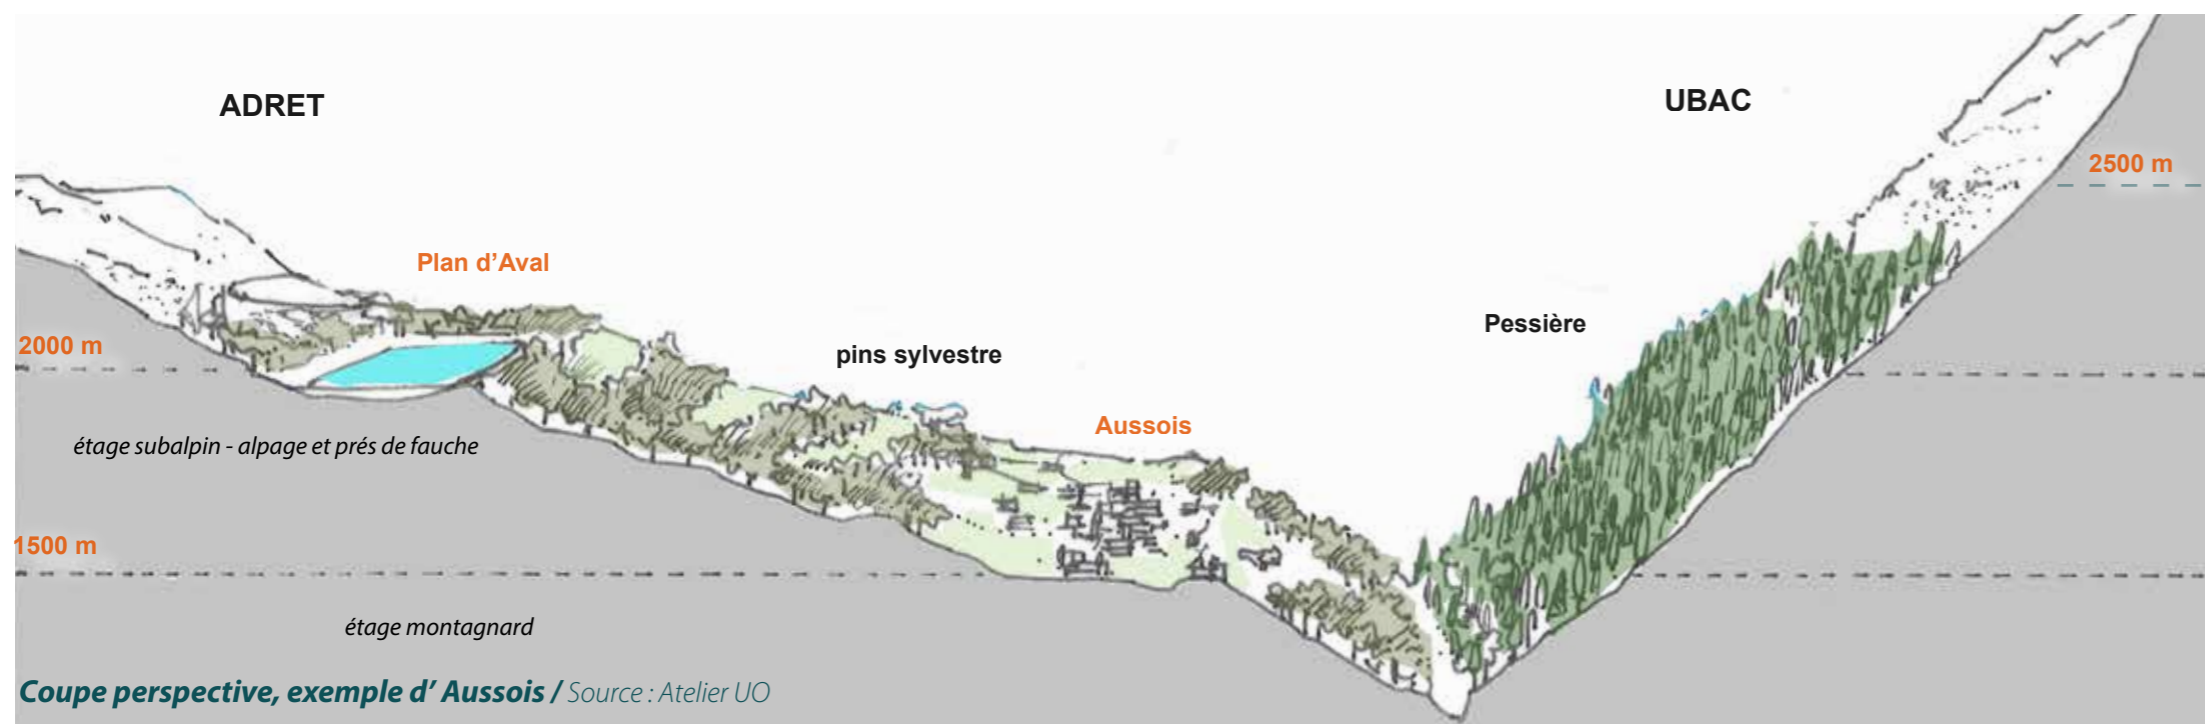 ADRET
UBAC
2500 m
Plan d'Aval
Pessière
2000 m
pins sylvestre
Aussois
étage subalpin - alpage et prés de fauche
1500 m
étage montagnard
Coupe perspective, exemple d' Aussois / Source : Atelier UO